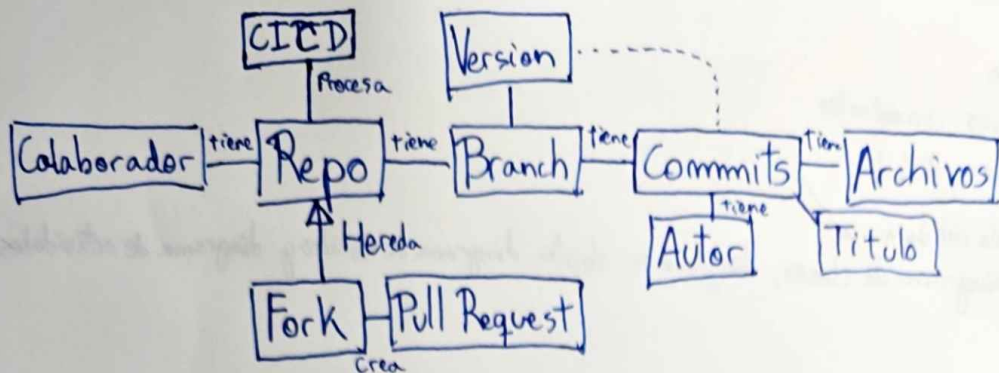 CICD
Version
Procesa
Colaborador
tiene
Repo
tiene
Branch
tiene
Commits
tiene
Archivos
Hereda
tiene
Autor
Titulo
Fork
Crea
Pull Request